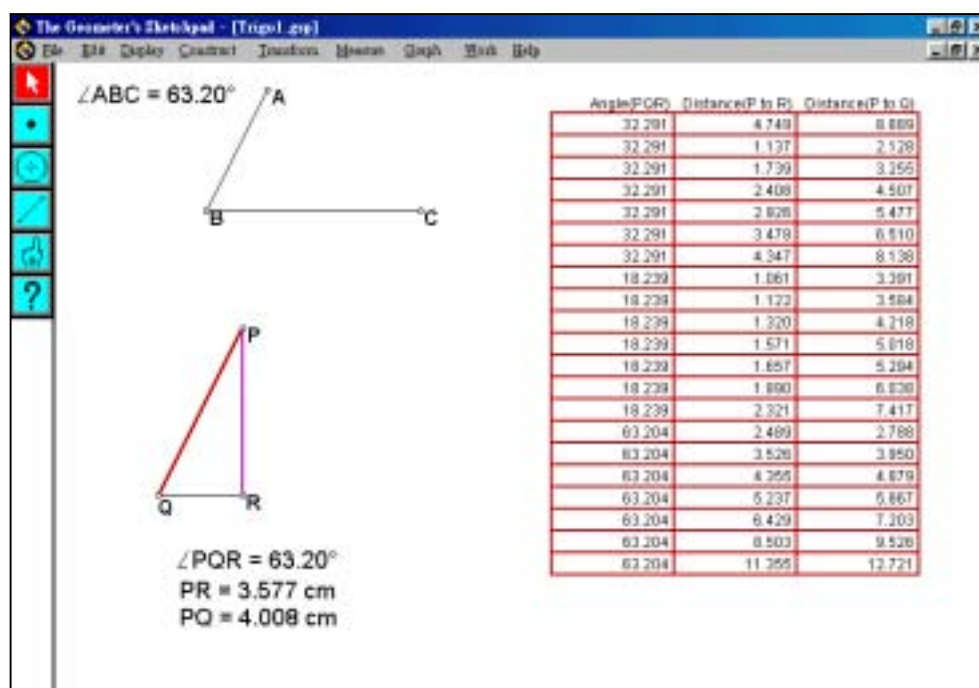 The Geometer's Sketchpad - [Trigo1.gsp]
File Edit Display Construct Transform Measure Graph Work Help
∠ABC = 63.20°
A
B
C
P
Q
R
∠PQR = 63.20°
PR = 3.577 cm
PQ = 4.008 cm
Angle(PQR) Distance(P to R) Distance(P to Q)
32.291 4.749 8.889
32.291 1.137 2.128
32.291 1.739 3.255
32.291 2.408 4.507
32.291 2.926 5.477
32.291 3.478 6.510
32.291 4.347 8.138
18.239 1.061 3.391
18.239 1.122 3.584
18.239 1.320 4.218
18.239 1.571 5.018
18.239 1.657 5.294
18.239 1.890 6.038
18.239 2.321 7.417
63.204 2.489 2.788
63.204 3.526 3.950
63.204 4.355 4.879
63.204 5.237 5.867
63.204 6.429 7.203
63.204 8.503 9.526
63.204 11.355 12.721